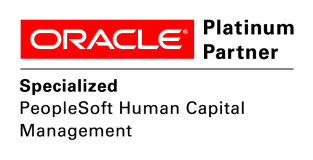 ORACLE®
Platinum
Partner
Specialized
PeopleSoft Human Capital
Management